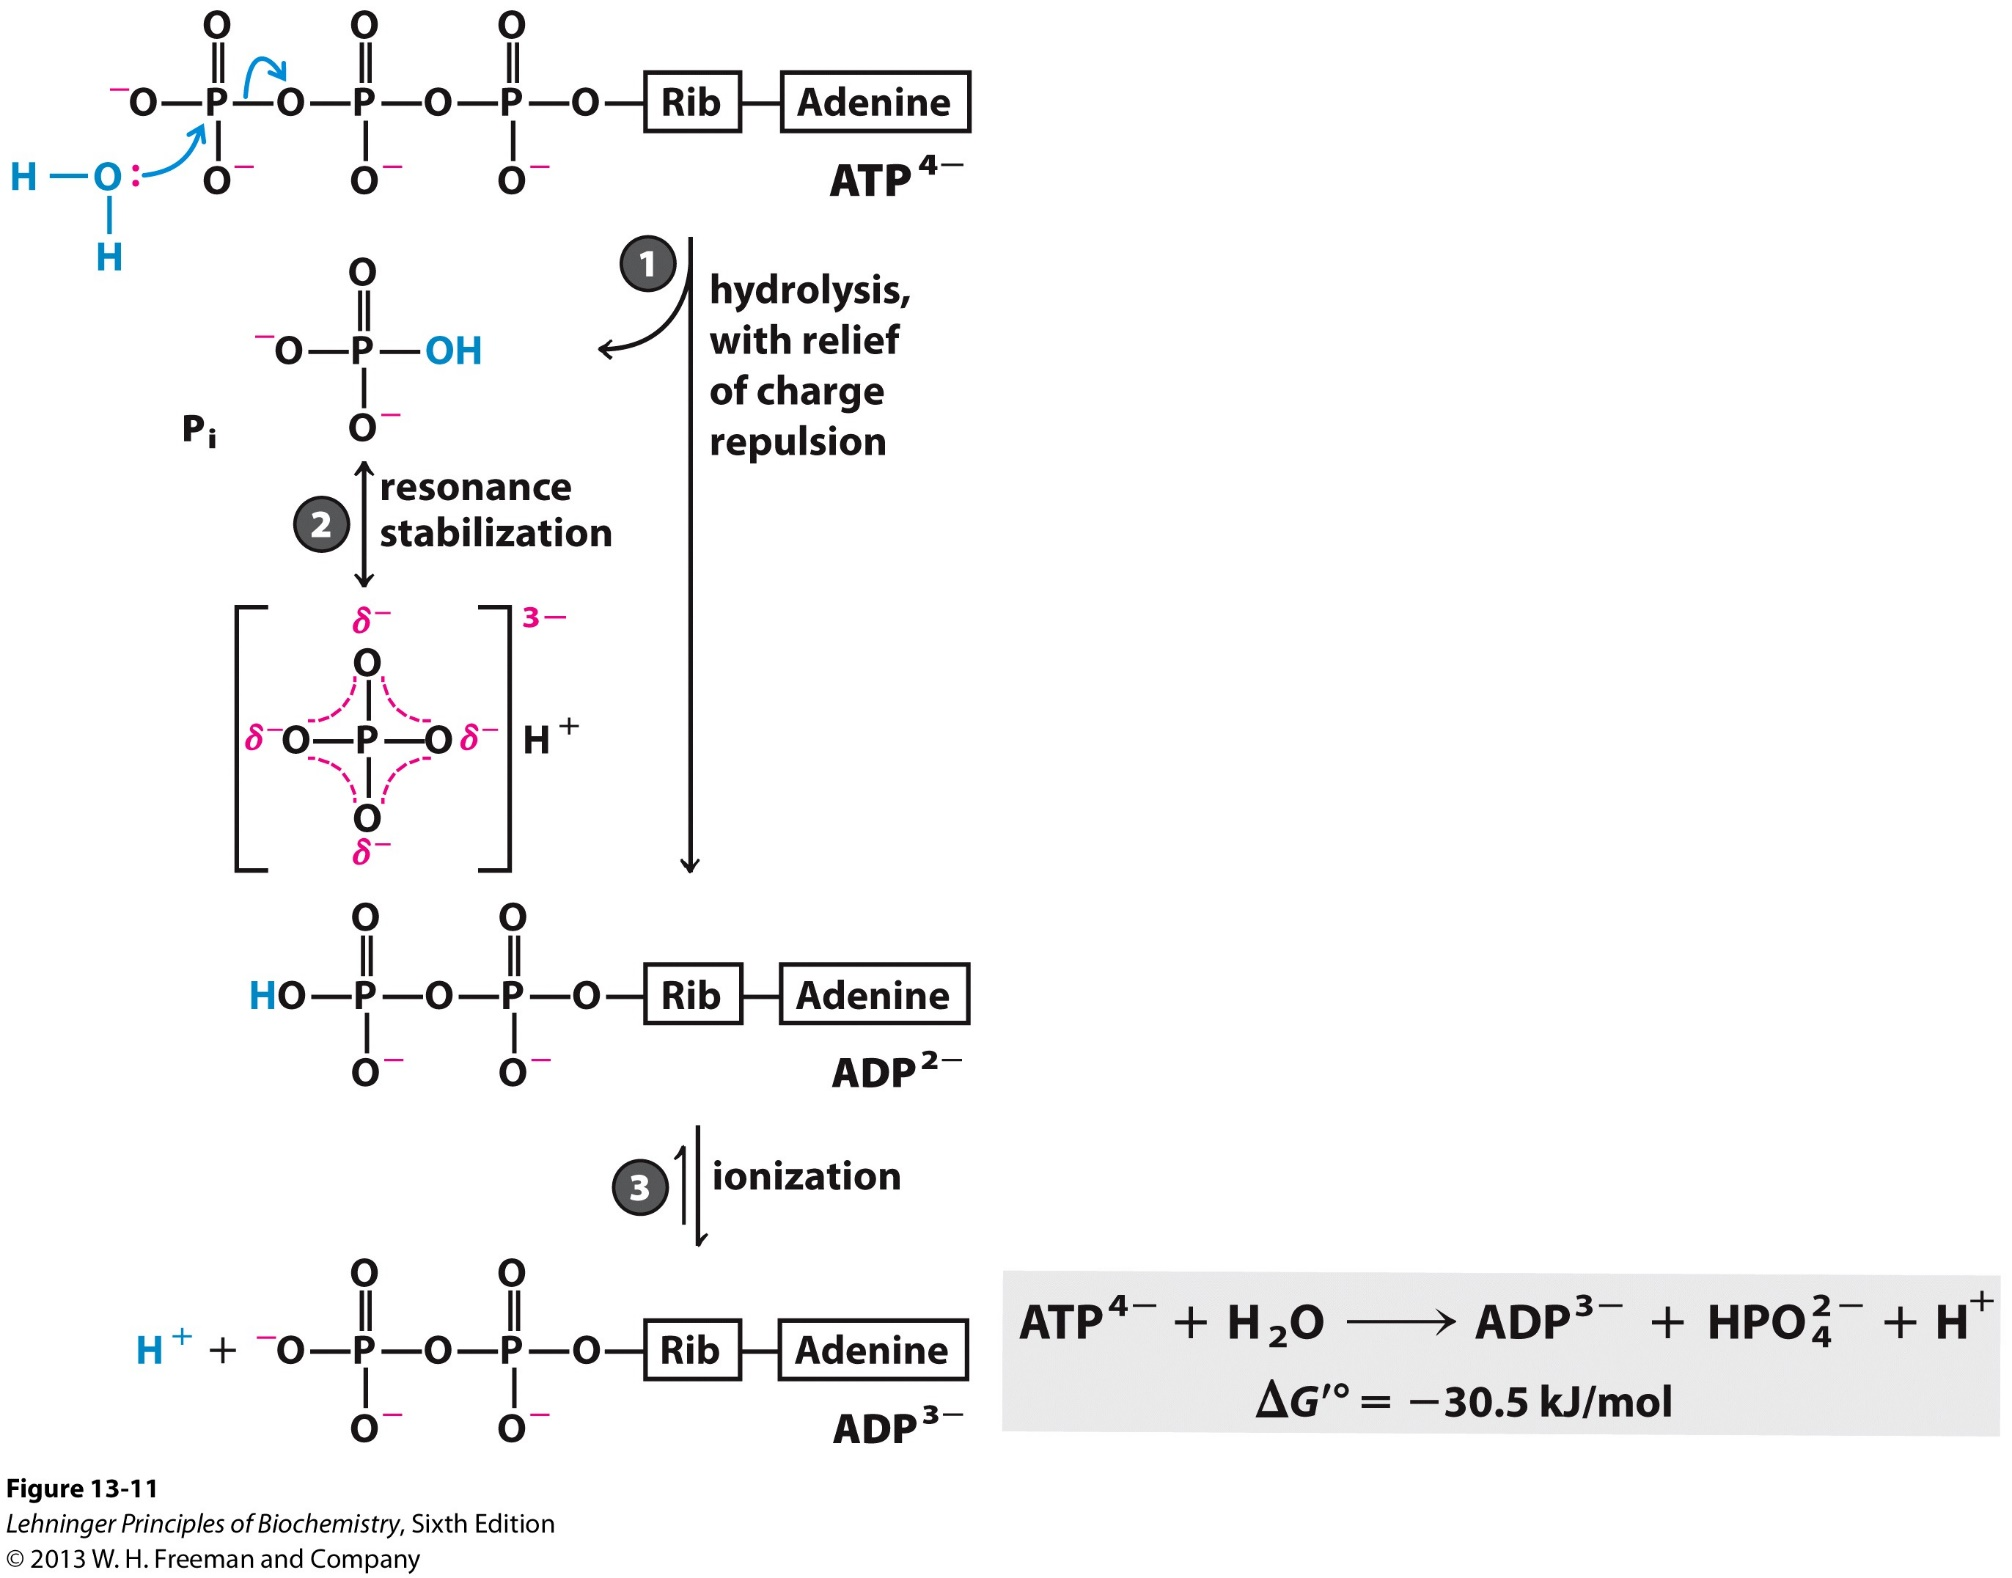 O O O
⁻O—P—O—P—O—P—O—Rib—Adenine
H—O: O⁻ O⁻ O⁻
ATP⁴⁻
H
1
hydrolysis,
with relief
of charge
repulsion
O
⁻O—P—OH
O⁻
Pᵢ
2
resonance
stabilization
δ⁻
3−
O
δ⁻ O—P—O δ⁻
H⁺
O
δ⁻
O O
HO—P—O—P—O—Rib—Adenine
O⁻ O⁻
ADP²⁻
3
ionization
O O
H⁺ + ⁻O—P—O—P—O—Rib—Adenine
O⁻ O⁻
ADP³⁻
ATP⁴⁻ + H₂O ⟶ ADP³⁻ + HPO₄²⁻ + H⁺
ΔG′° = −30.5 kJ/mol
Figure 13-11
Lehninger Principles of Biochemistry, Sixth Edition
© 2013 W. H. Freeman and Company